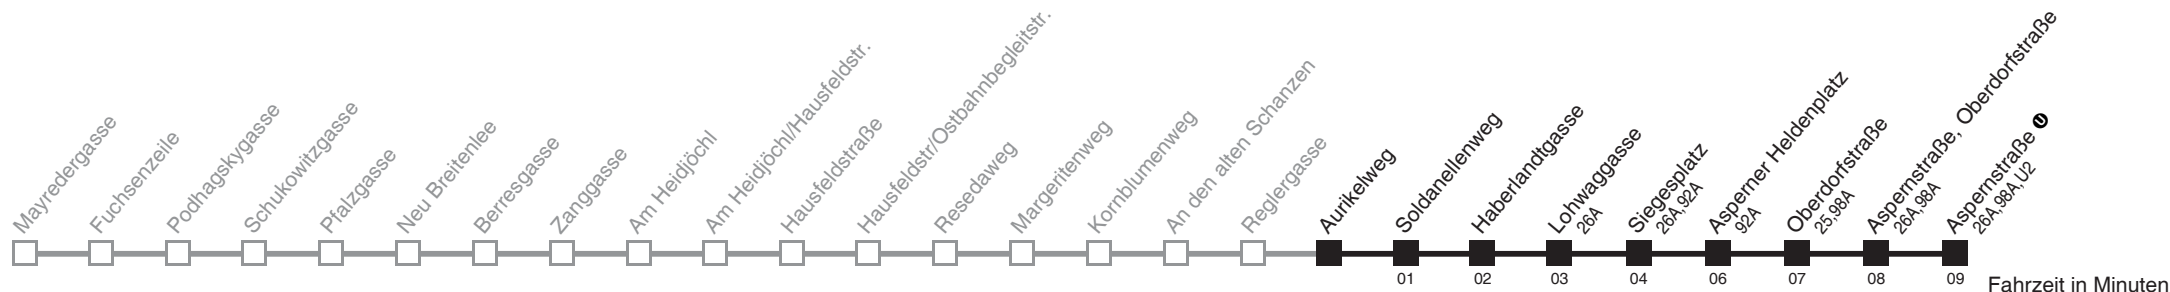 Mayredergasse
Fuchsenzeile
Podhagskygasse
Schukowitzgasse
Pfalzgasse
Neu Breitenlee
Berresgasse
Zanggasse
Am Heidjöchl
Am Heidjöchl/Hausfeldstr.
Hausfeldstraße
Hausfeldstr/Ostbahnbegleitstr.
Resedaweg
Margeritenweg
Kornblumenweg
An den alten Schanzen
Reglergasse
Aurikelweg
Soldanellenweg
Haberlandtgasse
Lohwaggasse
26A
Siegesplatz
26A,92A
Asperner Heldenplatz
92A
Oberdorfstraße
25,98A
Aspernstraße, Oberdorfstraße
26A,98A
Aspernstraße U
26A,98A,U2
01 02 03 04 06 07 08 09 Fahrzeit in Minuten